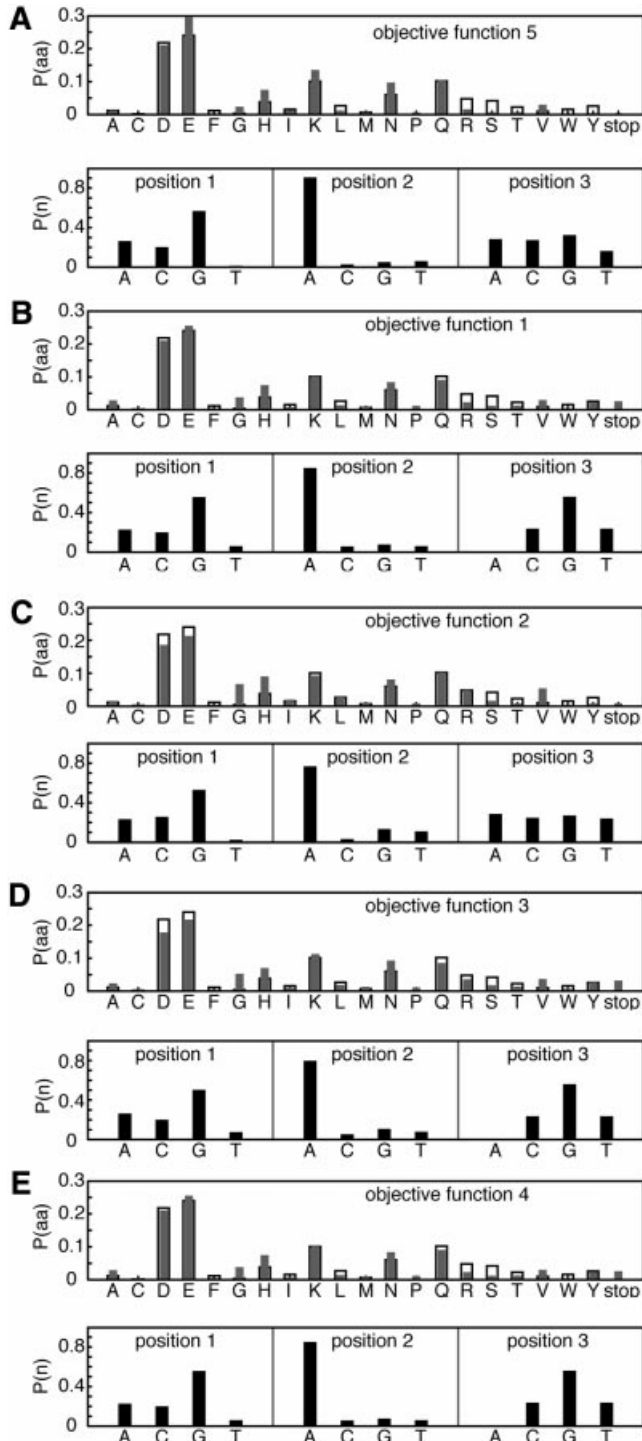 A
objective function 5
P(aa)
0.3
0.2
0.1
0
A C D E F G H I K L M N P Q R S T V W Y stop
position 1 position 2 position 3
P(n)
0.8
0.4
0
A C G T A C G T A C G T
B
objective function 1
P(aa)
0.3
0.2
0.1
0
A C D E F G H I K L M N P Q R S T V W Y stop
position 1 position 2 position 3
P(n)
0.8
0.4
0
A C G T A C G T A C G T
C
objective function 2
P(aa)
0.3
0.2
0.1
0
A C D E F G H I K L M N P Q R S T V W Y stop
position 1 position 2 position 3
P(n)
0.8
0.4
0
A C G T A C G T A C G T
D
objective function 3
P(aa)
0.3
0.2
0.1
0
A C D E F G H I K L M N P Q R S T V W Y stop
position 1 position 2 position 3
P(n)
0.8
0.4
0
A C G T A C G T A C G T
E
objective function 4
P(aa)
0.3
0.2
0.1
0
A C D E F G H I K L M N P Q R S T V W Y stop
position 1 position 2 position 3
P(n)
0.8
0.4
0
A C G T A C G T A C G T